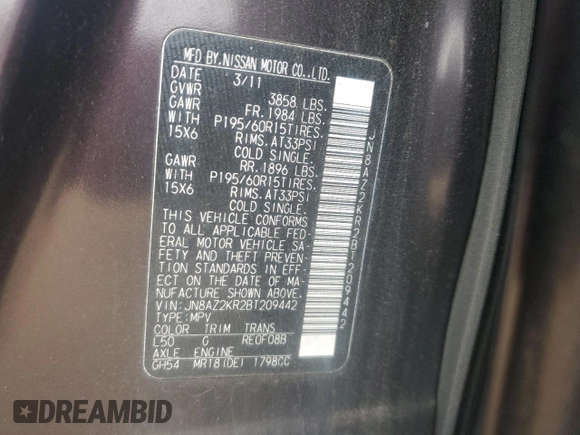 MFD BY.NISSAN MOTOR CO.,LTD.
DATE 3/11
GVWR 3858 LBS.
GAWR FR. 1984 LBS.
WITH P195/60R15TIRES.
15X6 RIMS.AT33PSI
COLD SINGLE.
GAWR RR. 1896 LBS.
WITH P195/60R15TIRES.
15X6 RIMS.AT33PSI
COLD SINGLE.
THIS VEHICLE CONFORMS
TO ALL APPLICABLE FED-
ERAL MOTOR VEHICLE SA-
FETY AND THEFT PREV-
ENTION STANDARDS IN EFF-
ECT ON THE DATE OF MA-
NUFACTURE SHOWN ABOVE.
VIN:JN8AZ2KR2BT209442
TYPE:MPV
COLOR TRIM TRANS
L50 G RE0F08B
AXLE ENGINE
GH54 MR18(DE) 1798CC
JN8AZ2KR2BT209442
DREAMBID